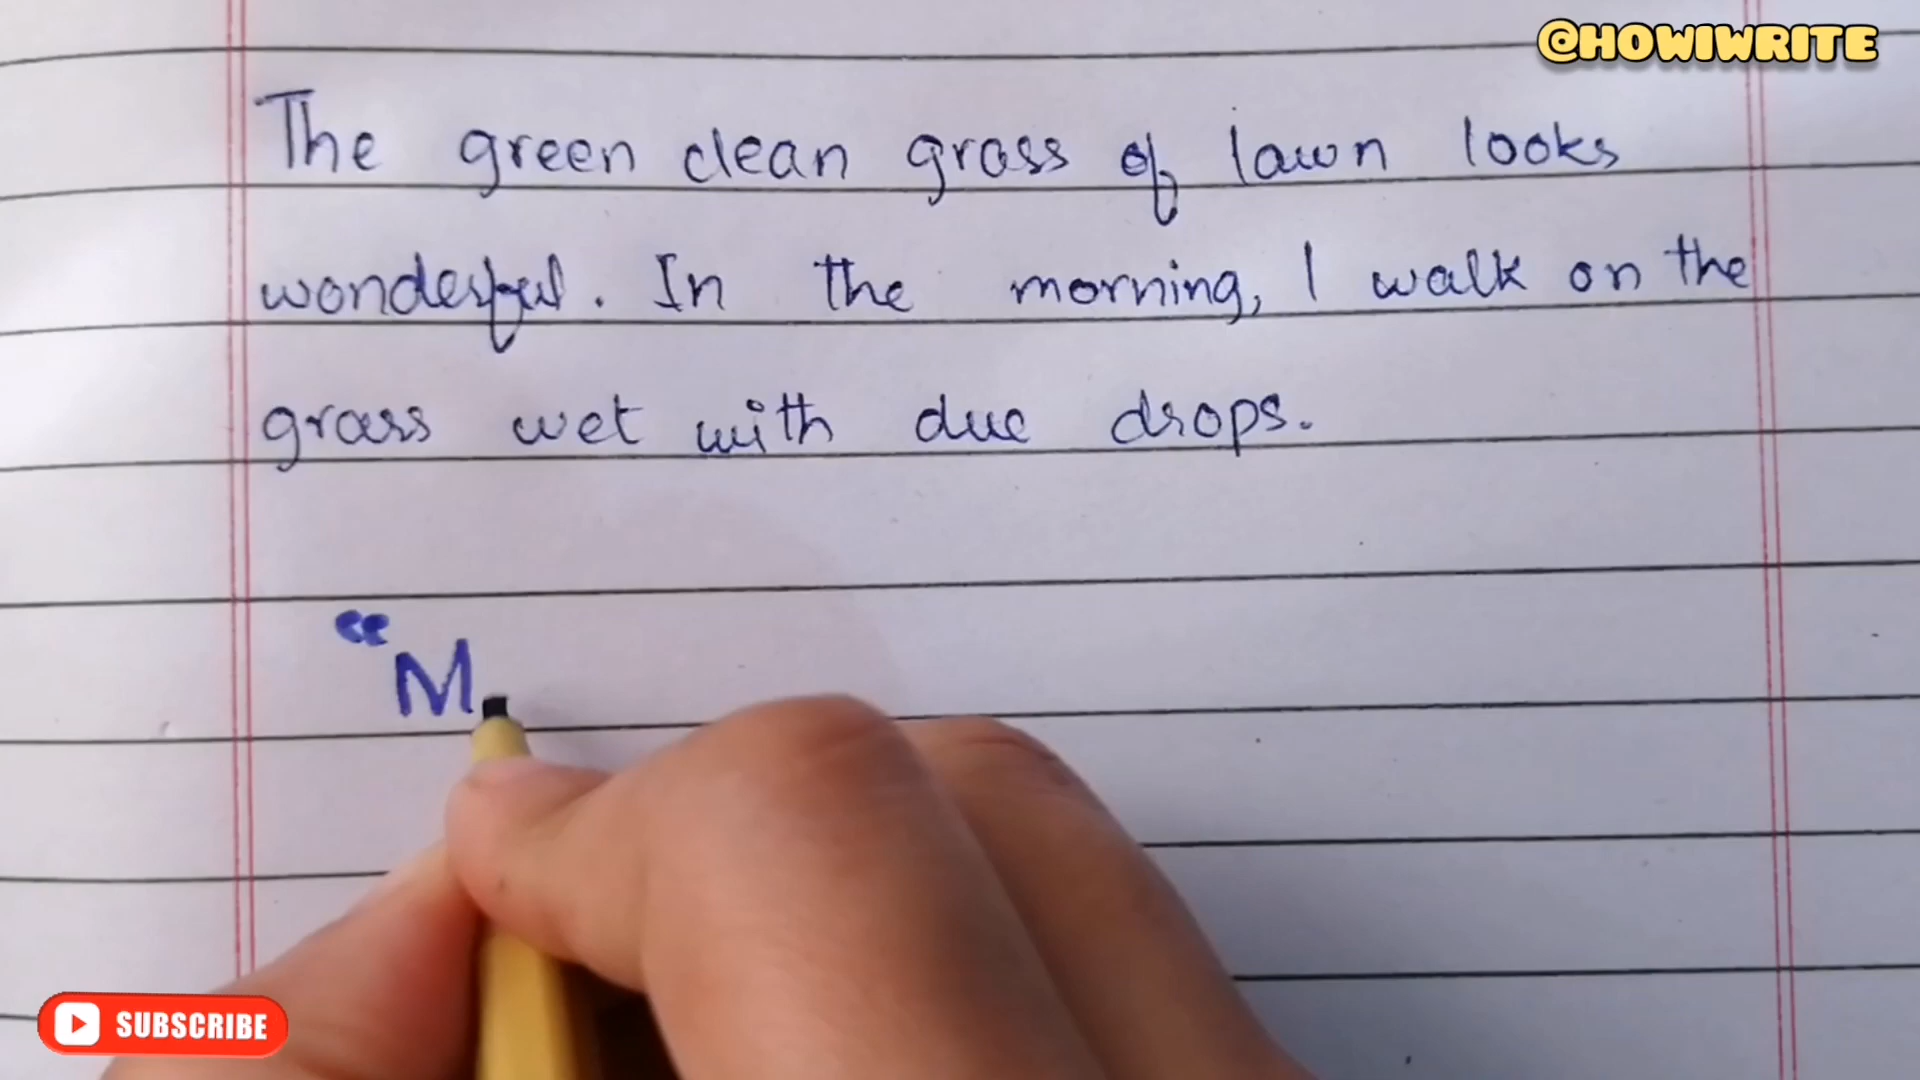 @HOWIWRITE
The green clean grass of lawn looks
wonderful. In the morning, I walk on the
grass wet with due drops.
“M
SUBSCRIBE